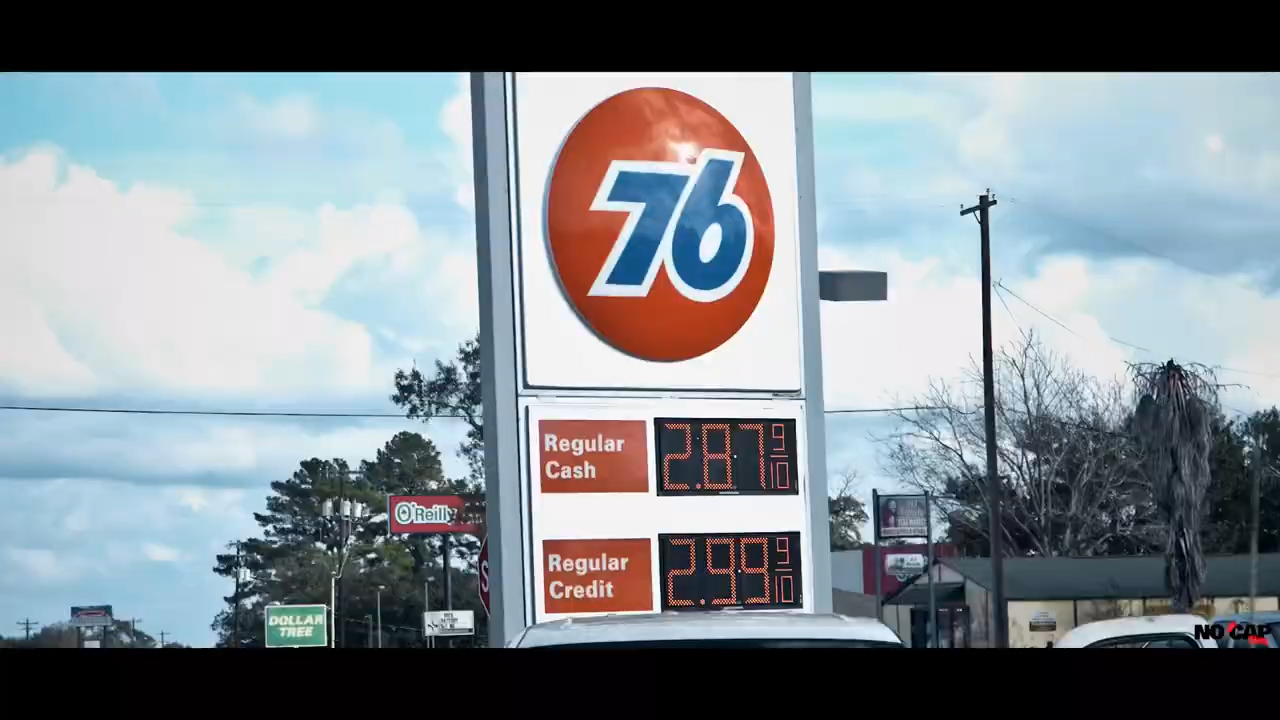 76
Regular
Cash
2.87 9/10
Regular
Credit
2.99 9/10
O'Reilly
DOLLAR
TREE
S
NO CAP